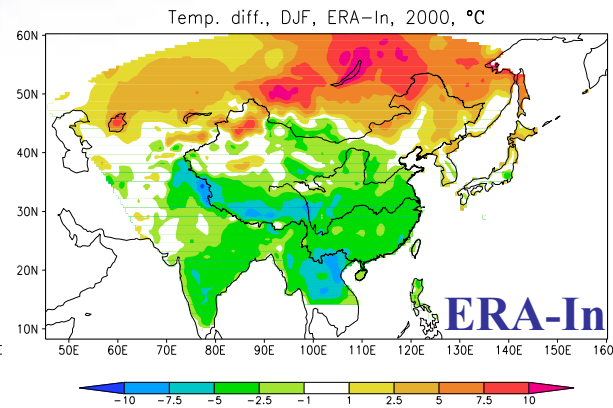 Temp. diff., DJF, ERA-In, 2000, °C
60N
50N
40N
30N
20N
10N
ERA-In
E
50E 60E 70E 80E 90E 100E 110E 120E 130E 140E 150E 160
-10 -7.5 -5 -2.5 -1 1 2.5 5 7.5 10